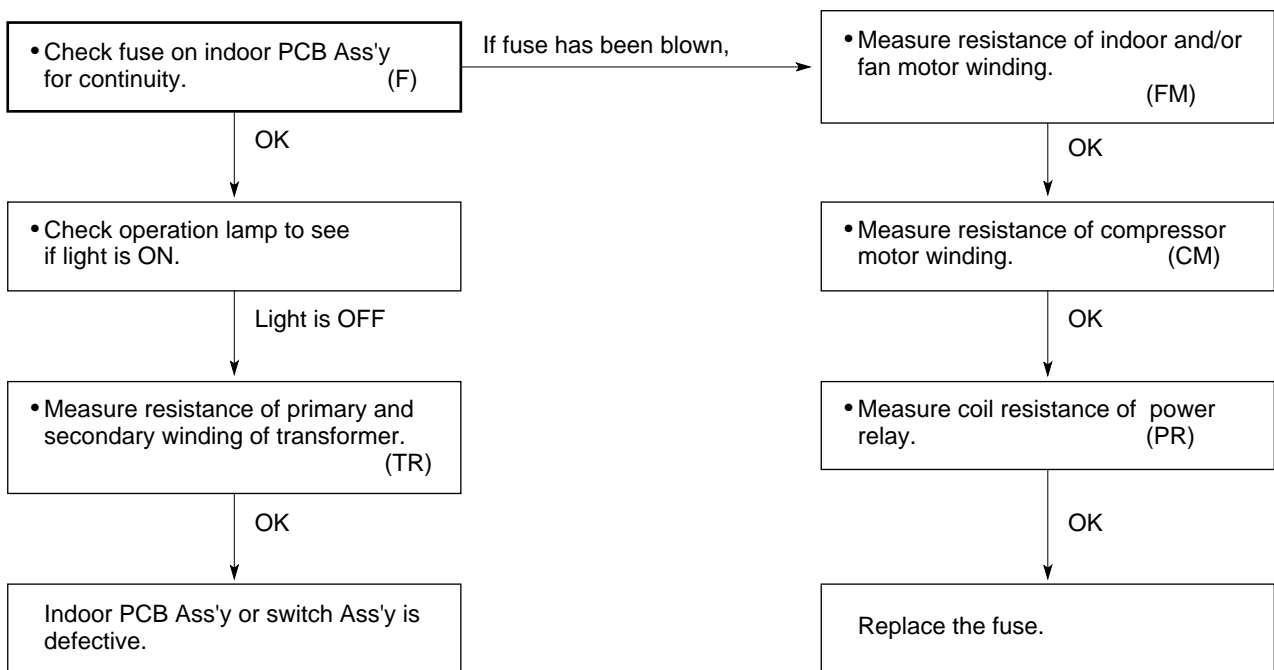 • Check fuse on indoor PCB Ass'y
for continuity. (F)
If fuse has been blown,
• Measure resistance of indoor and/or
fan motor winding.
(FM)
OK
OK
• Check operation lamp to see
if light is ON.
• Measure resistance of compressor
motor winding. (CM)
Light is OFF
OK
• Measure resistance of primary and
secondary winding of transformer.
(TR)
• Measure coil resistance of power
relay. (PR)
OK
OK
Indoor PCB Ass'y or switch Ass'y is
defective.
Replace the fuse.